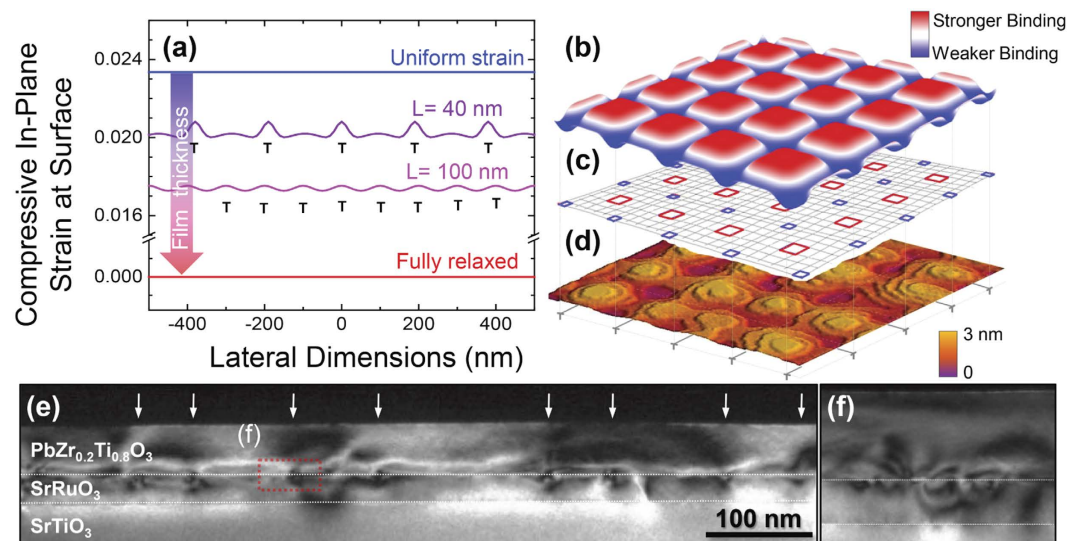 (a)
Compressive In-Plane
Strain at Surface
0.024
0.020
0.016
0.000
Uniform strain
L= 40 nm
T T T T T
L= 100 nm
T T T T T T T T
Film thickness
Fully relaxed
-400 -200 0 200 400
Lateral Dimensions (nm)
(b)
Stronger Binding
Weaker Binding
(c)
(d)
3 nm
0
(e)
(f)
PbZr0.2Ti0.8O3
SrRuO3
SrTiO3
100 nm
(f)